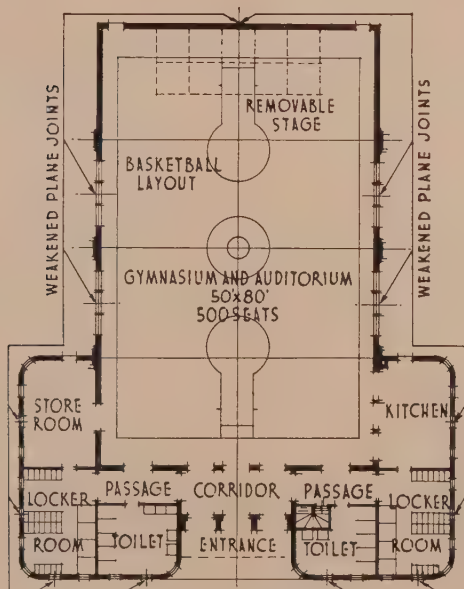 REMOVABLE
STAGE
WEAKENED PLANE JOINTS
BASKETBALL
LAYOUT
WEAKENED PLANE JOINTS
GYMNASIUM AND AUDITORIUM
50'x80'
500 SEATS
STORE
ROOM
KITCHEN
LOCKER
ROOM
PASSAGE
CORRIDOR
PASSAGE
LOCKER
ROOM
TOILET
ENTRANCE
TOILET